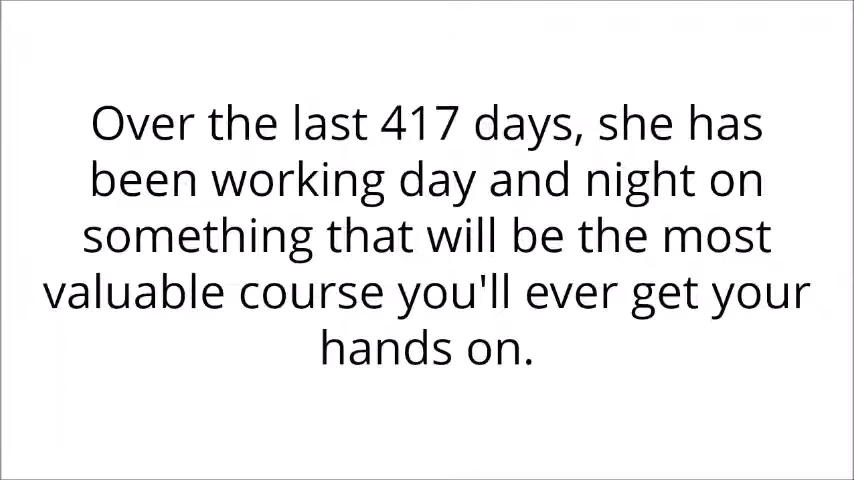 Over the last 417 days, she has
been working day and night on
something that will be the most
valuable course you'll ever get your
hands on.